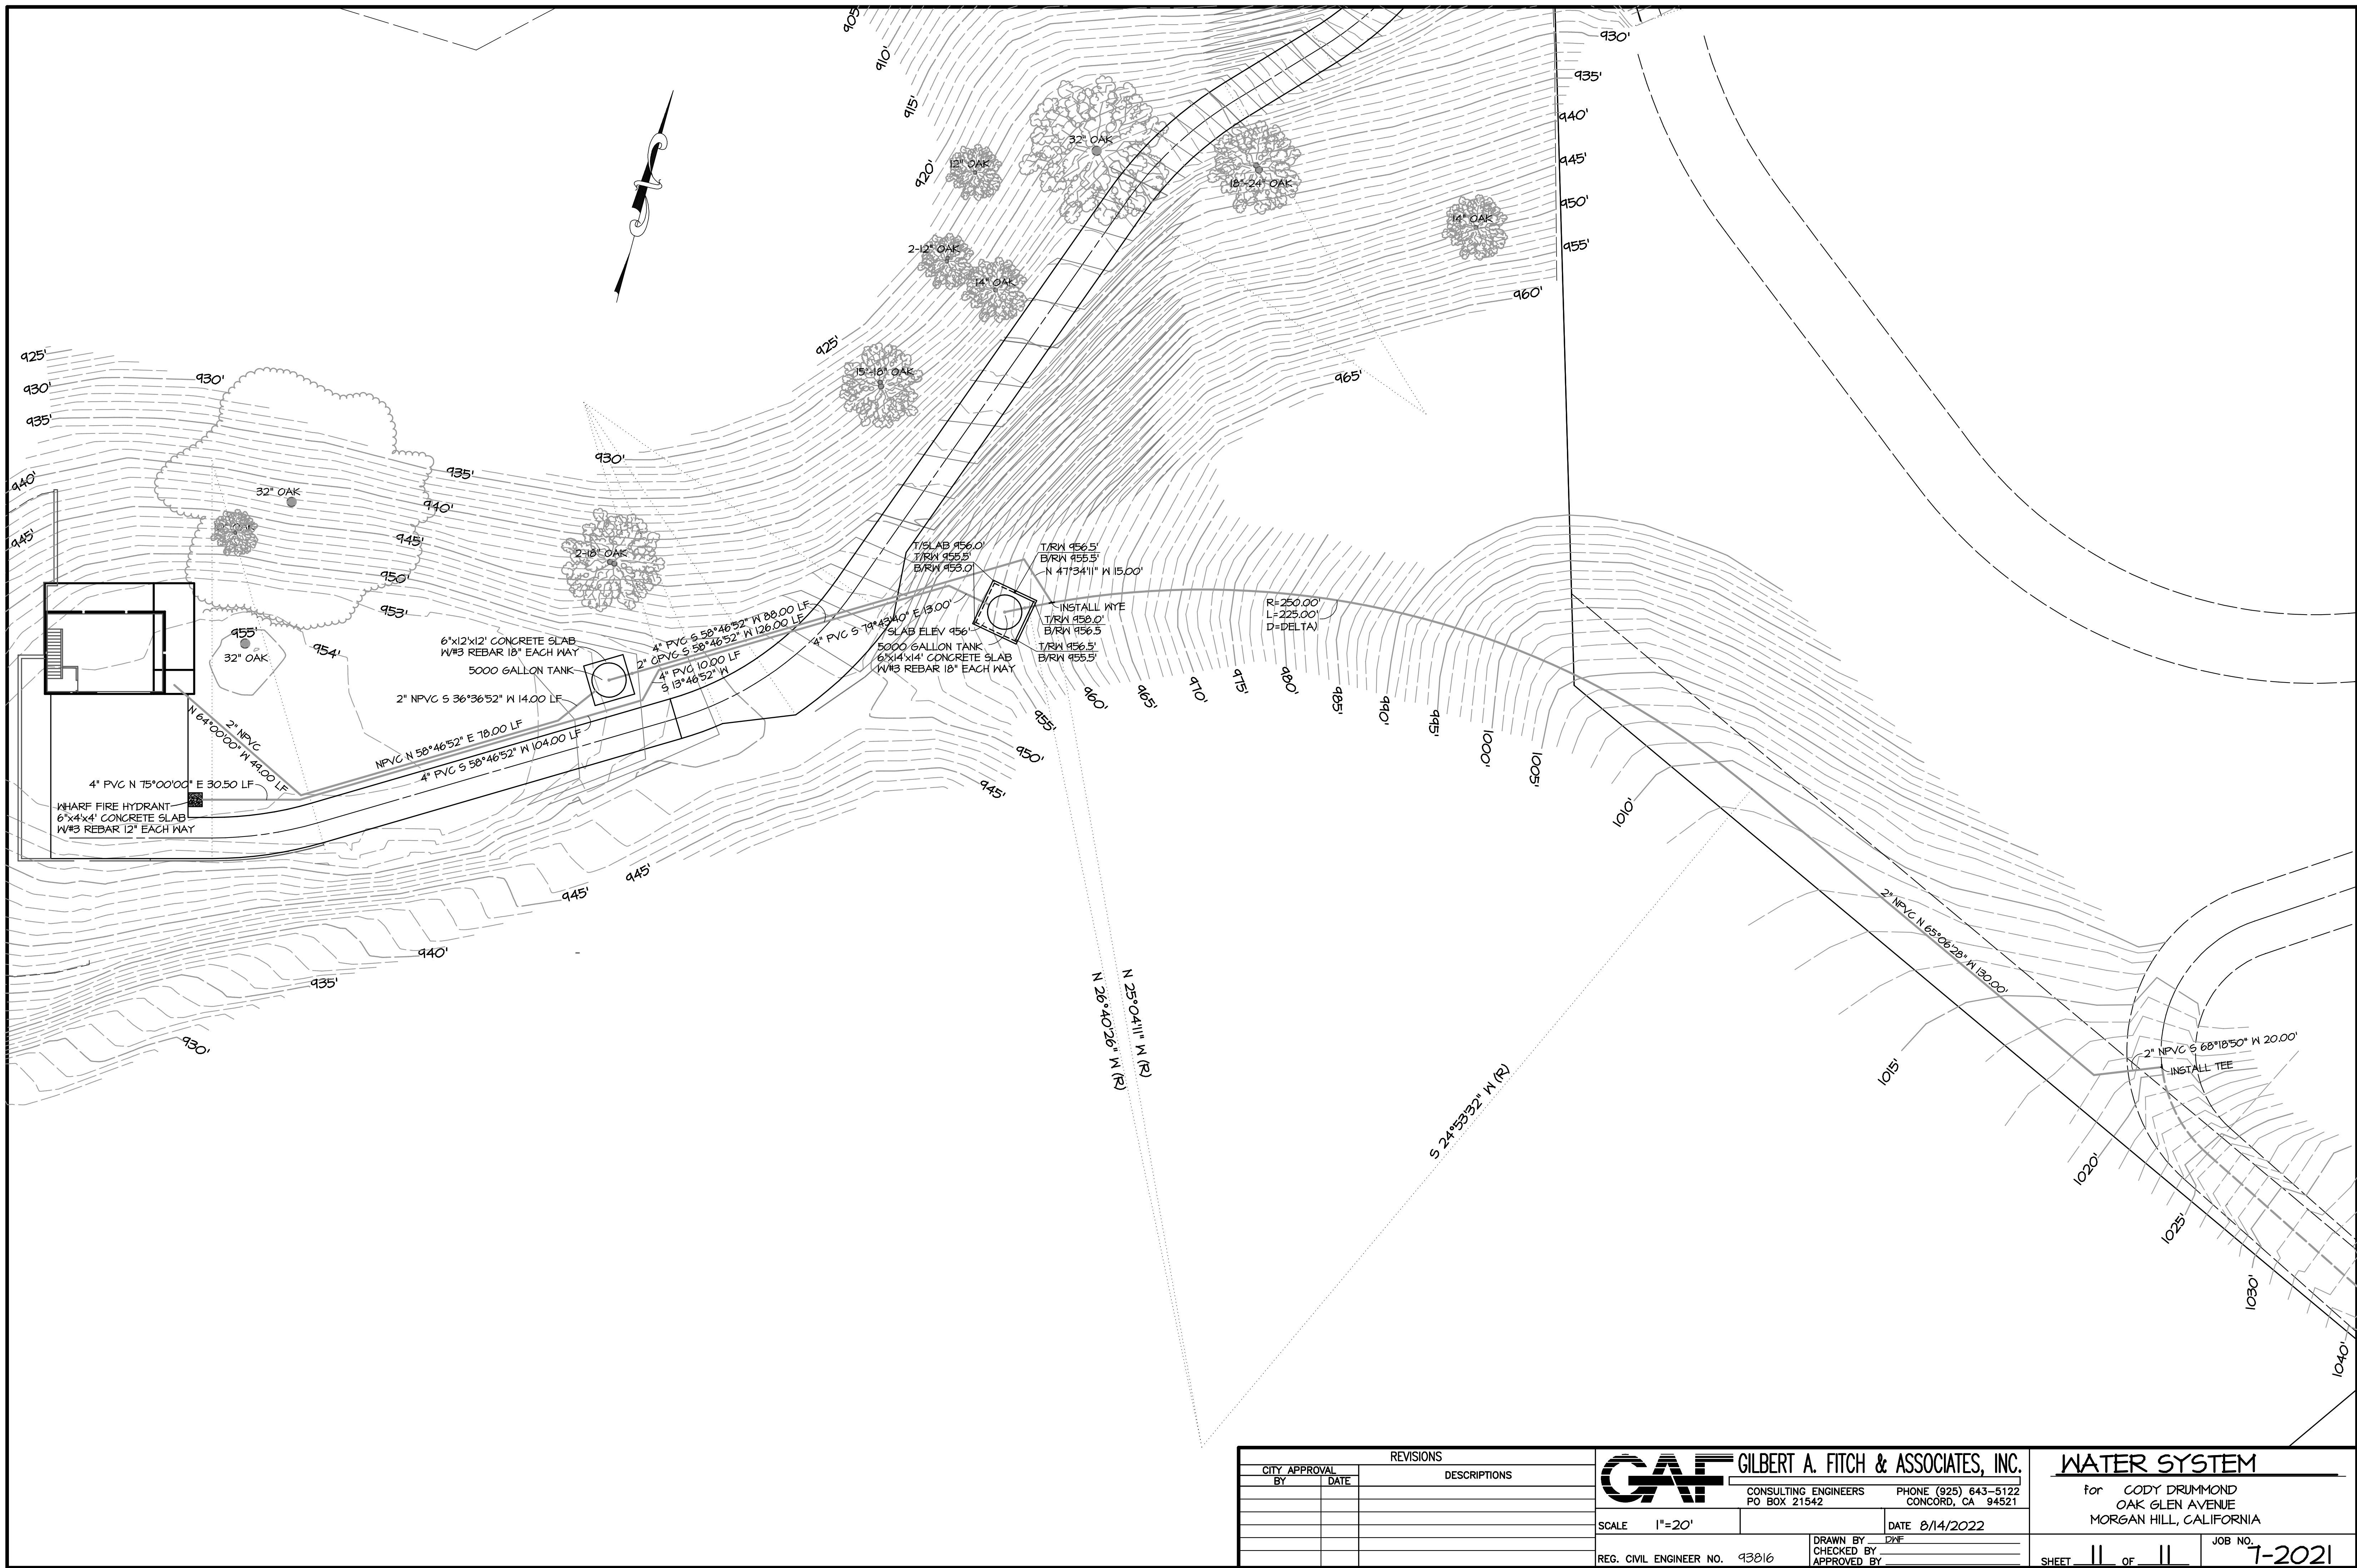 905'
910'
915'
920'
925'
930'
930'
935'
940'
945'
950'
955'
960'
965'
32" OAK
12" OAK
18"-24" OAK
14" OAK
2-12" OAK
14" OAK
15"-18" OAK
925'
930'
935'
940'
945'
930'
935'
940'
945'
950'
953'
954'
955'
32" OAK
32" OAK
2-18" OAK
T/SLAB 956.0'
T/RW 955.5'
B/RW 953.0'
T/RW 956.5'
B/RW 955.5'
N 47°34'11" W 15.00'
INSTALL WYE
T/RW 958.0'
B/RW 956.5
T/RW 956.5'
B/RW 955.5'
SLAB ELEV 956'
5000 GALLON TANK
6"x14'x14' CONCRETE SLAB
W/#3 REBAR 18" EACH WAY
R=250.00'
L=225.00'
D=DELTA)
6"x12'x12' CONCRETE SLAB
W/#3 REBAR 18" EACH WAY
5000 GALLON TANK
2" NPVC S 36°36'52" W 14.00 LF
4" PVC S 58°46'52" W 88.00 LF
2" CPVC S 58°46'52" W 126.00 LF
4" PVC S 79°43'40" E 13.00'
4" PVC 10.00 LF
S 13°46'52" W
NPVC N 58°46'52" E 78.00 LF
4" PVC S 58°46'52" W 104.00 LF
2" NPVC
N 64°00'00" W 49.00 LF
4" PVC N 75°00'00" E 30.50 LF
WHARF FIRE HYDRANT
6"x4'x4' CONCRETE SLAB
W/#3 REBAR 12" EACH WAY
945'
950'
955'
960'
965'
970'
975'
980'
985'
990'
995'
1000'
1005'
1010'
1015'
1020'
1025'
1030'
1040'
945'
945'
940'
935'
930'
N 26°40'26" W (R)
N 25°04'11" W (R)
S 24°53'32" W (R)
2" NPVC N 65°06'28" W 130.00'
2" NPVC S 68°18'50" W 20.00'
INSTALL TEE
REVISIONS
CITY APPROVAL
BY DATE DESCRIPTIONS
GAF
GILBERT A. FITCH & ASSOCIATES, INC.
CONSULTING ENGINEERS PHONE (925) 643-5122
PO BOX 21542 CONCORD, CA 94521
SCALE 1"=20' DATE 8/14/2022
REG. CIVIL ENGINEER NO. 93816
DRAWN BY DWF
CHECKED BY
APPROVED BY
WATER SYSTEM
for CODY DRUMMOND
OAK GLEN AVENUE
MORGAN HILL, CALIFORNIA
SHEET 11 OF 11
JOB NO. 7-2021